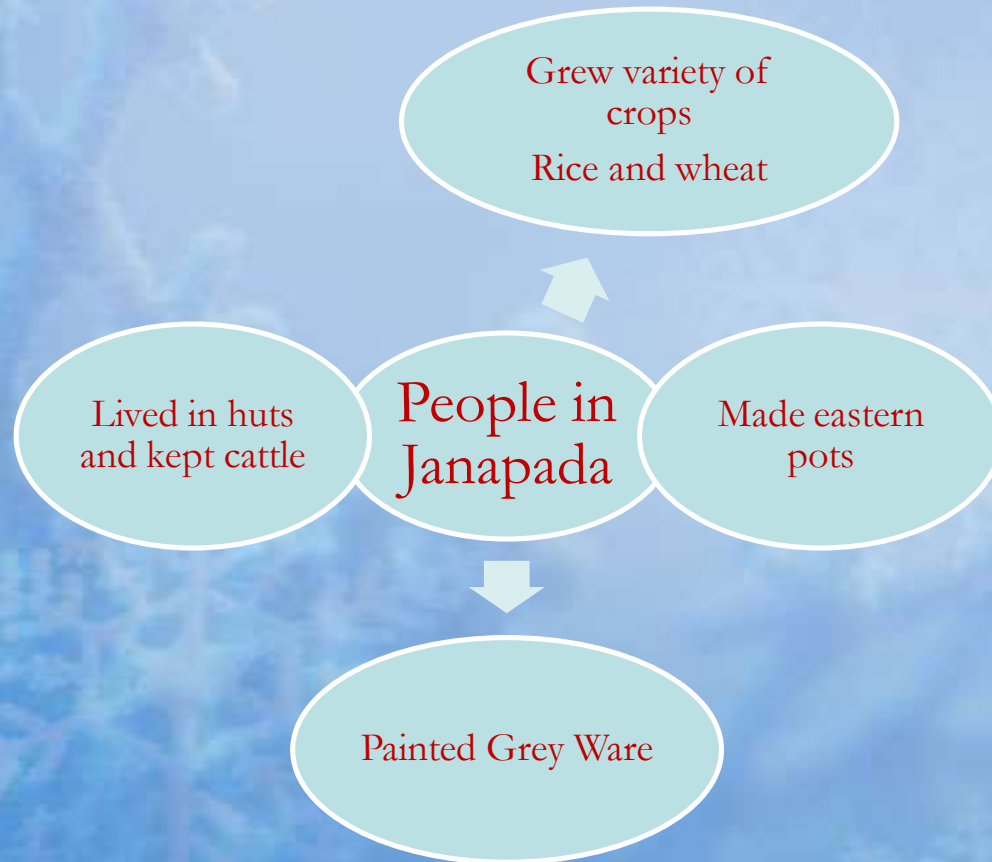 Grew variety of
crops
Rice and wheat
Lived in huts
and kept cattle
People in
Janapada
Made eastern
pots
Painted Grey Ware